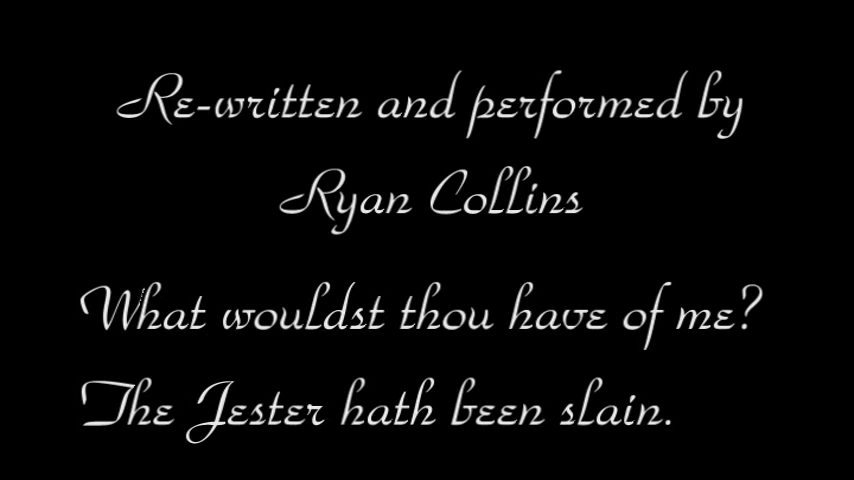 Re-written and performed by
Ryan Collins
What wouldst thou have of me?
The Jester hath been slain.